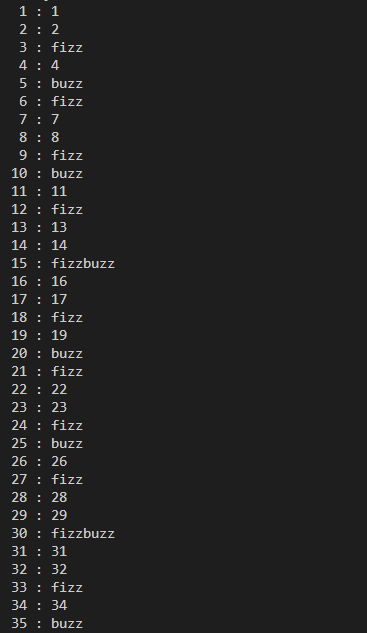 1 : 1
2 : 2
3 : fizz
4 : 4
5 : buzz
6 : fizz
7 : 7
8 : 8
9 : fizz
10 : buzz
11 : 11
12 : fizz
13 : 13
14 : 14
15 : fizzbuzz
16 : 16
17 : 17
18 : fizz
19 : 19
20 : buzz
21 : fizz
22 : 22
23 : 23
24 : fizz
25 : buzz
26 : 26
27 : fizz
28 : 28
29 : 29
30 : fizzbuzz
31 : 31
32 : 32
33 : fizz
34 : 34
35 : buzz